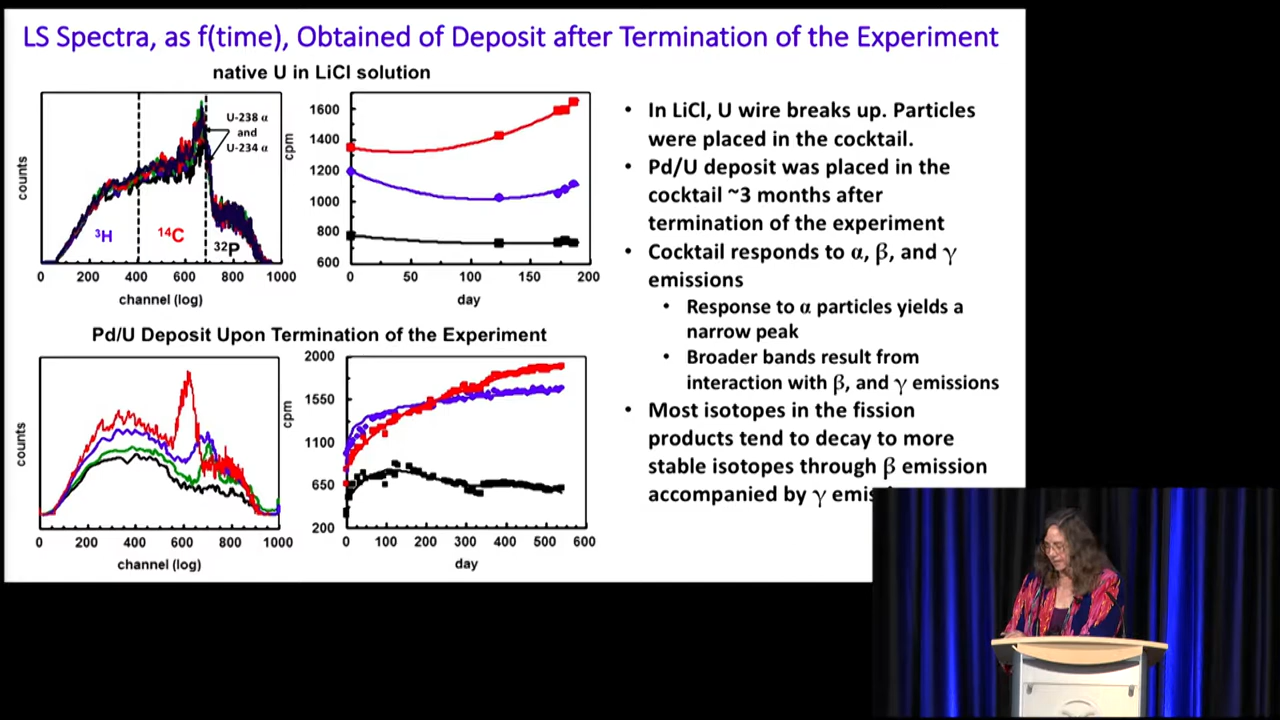 LS Spectra, as f(time), Obtained of Deposit after Termination of the Experiment
native U in LiCl solution
counts
U-238 α
and
U-234 α
³H
¹⁴C
³²P
0 200 400 600 800 1000
channel (log)
cpm
1600
1400
1200
1000
800
600
0 50 100 150 200
day
Pd/U Deposit Upon Termination of the Experiment
counts
0 200 400 600 800 1000
channel (log)
cpm
2000
1550
1100
650
200
0 100 200 300 400 500 600
day
• In LiCl, U wire breaks up. Particles
were placed in the cocktail.
• Pd/U deposit was placed in the
cocktail ~3 months after
termination of the experiment
• Cocktail responds to α, β, and γ
emissions
• Response to α particles yields a
narrow peak
• Broader bands result from
interaction with β, and γ emissions
• Most isotopes in the fission
products tend to decay to more
stable isotopes through β emission
accompanied by γ